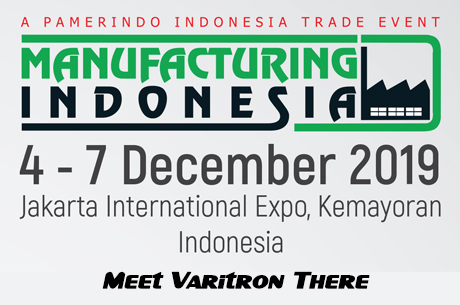 A PAMERINDO INDONESIA TRADE EVENT
MANUFACTURING
INDONESIA
4 - 7 December 2019
Jakarta International Expo, Kemayoran
Indonesia
Meet Varitron There